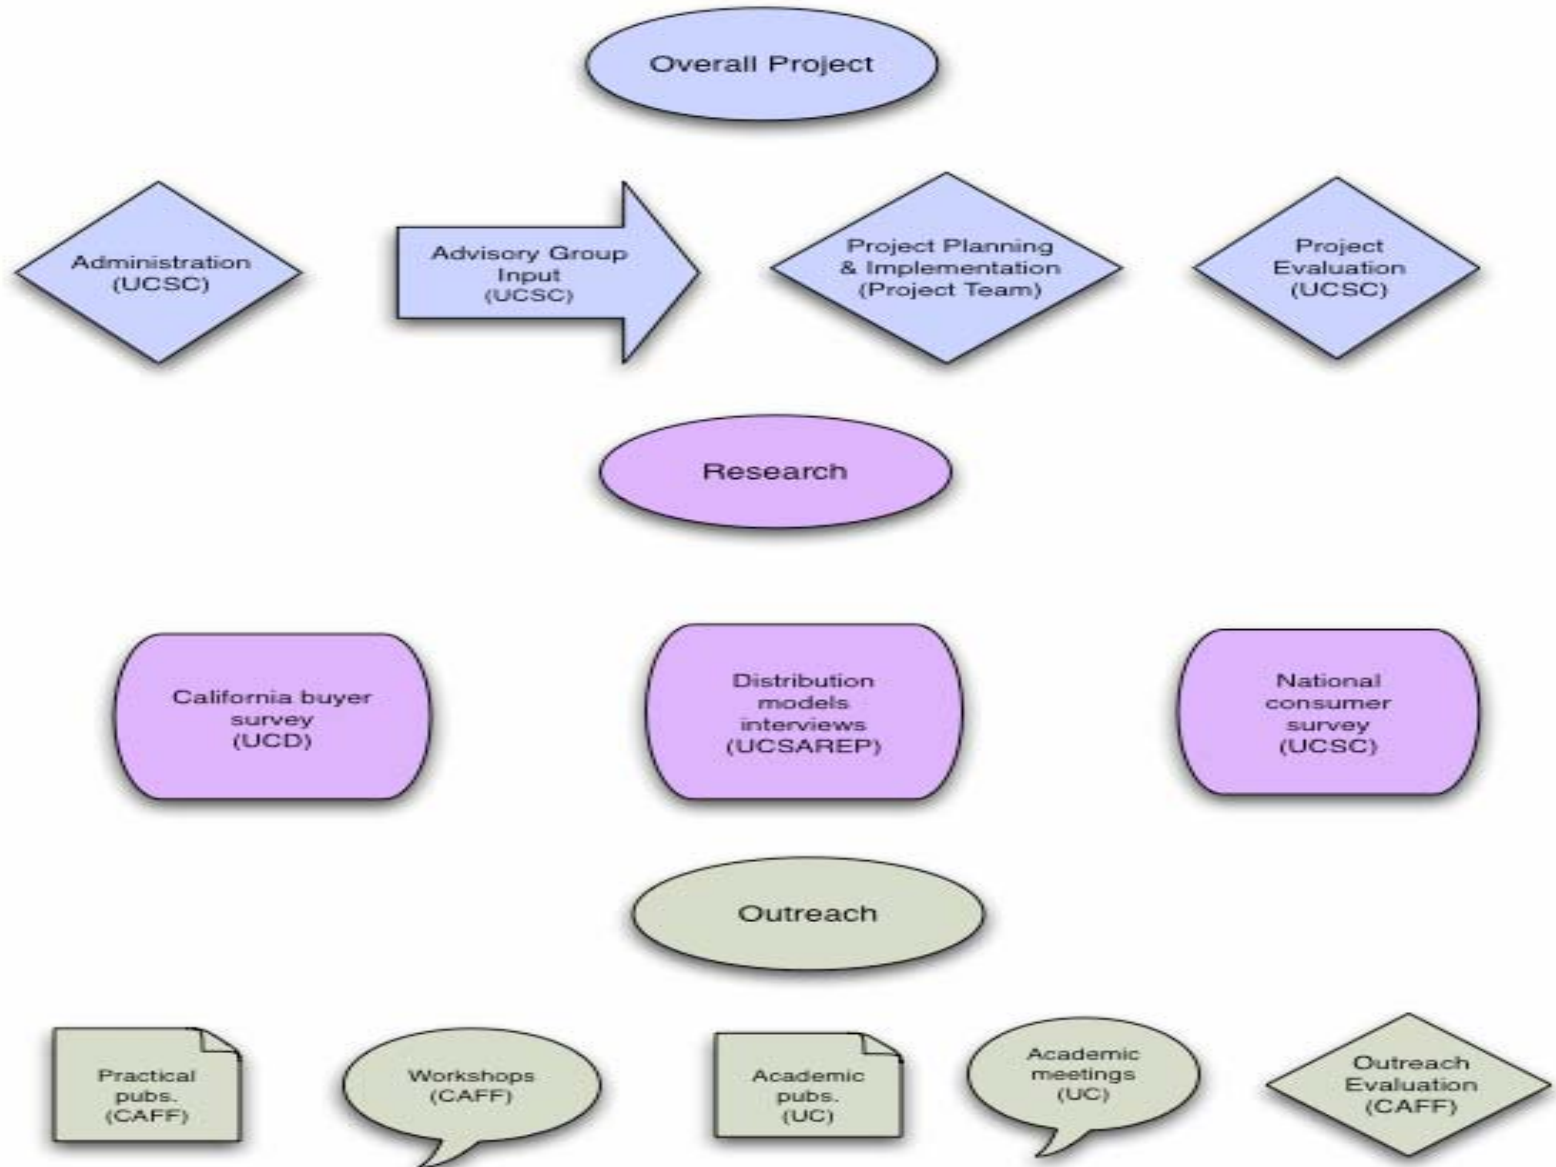 Overall Project
Administration
(UCSC)
Advisory Group
Input
(UCSC)
Project Planning
& Implementation
(Project Team)
Project
Evaluation
(UCSC)
Research
California buyer
survey
(UCD)
Distribution
models
interviews
(UCSAREP)
National
consumer
survey
(UCSC)
Outreach
Practical
pubs.
(CAFF)
Workshops
(CAFF)
Academic
pubs.
(UC)
Academic
meetings
(UC)
Outreach
Evaluation
(CAFF)